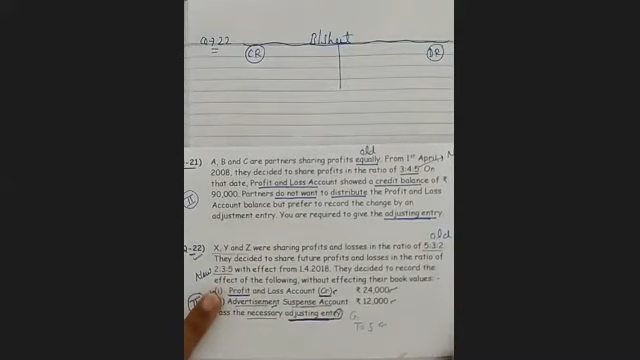 Q→22 B/Sheet
CR DR
old
Q-21) A, B and C are partners sharing profits equally. From 1st April,
2008, they decided to share profits in the ratio of 3:4:5. On
that date, Profit and Loss Account showed a credit balance of ₹
90,000. Partners do not want to distribute the Profit and Loss
Account balance but prefer to record the change by an
adjustment entry. You are required to give the adjusting entry.
old
Q-22) X, Y and Z were sharing profits and losses in the ratio of 5:3:2.
They decided to share future profits and losses in the ratio of
New 2:3:5 with effect from 1.4.2018. They decided to record the
effect of the following, without effecting their book values: -
(i) Profit and Loss Account (Cr) ₹ 24,000
Advertisement Suspense Account ₹ 12,000
ss the necessary adjusting entry